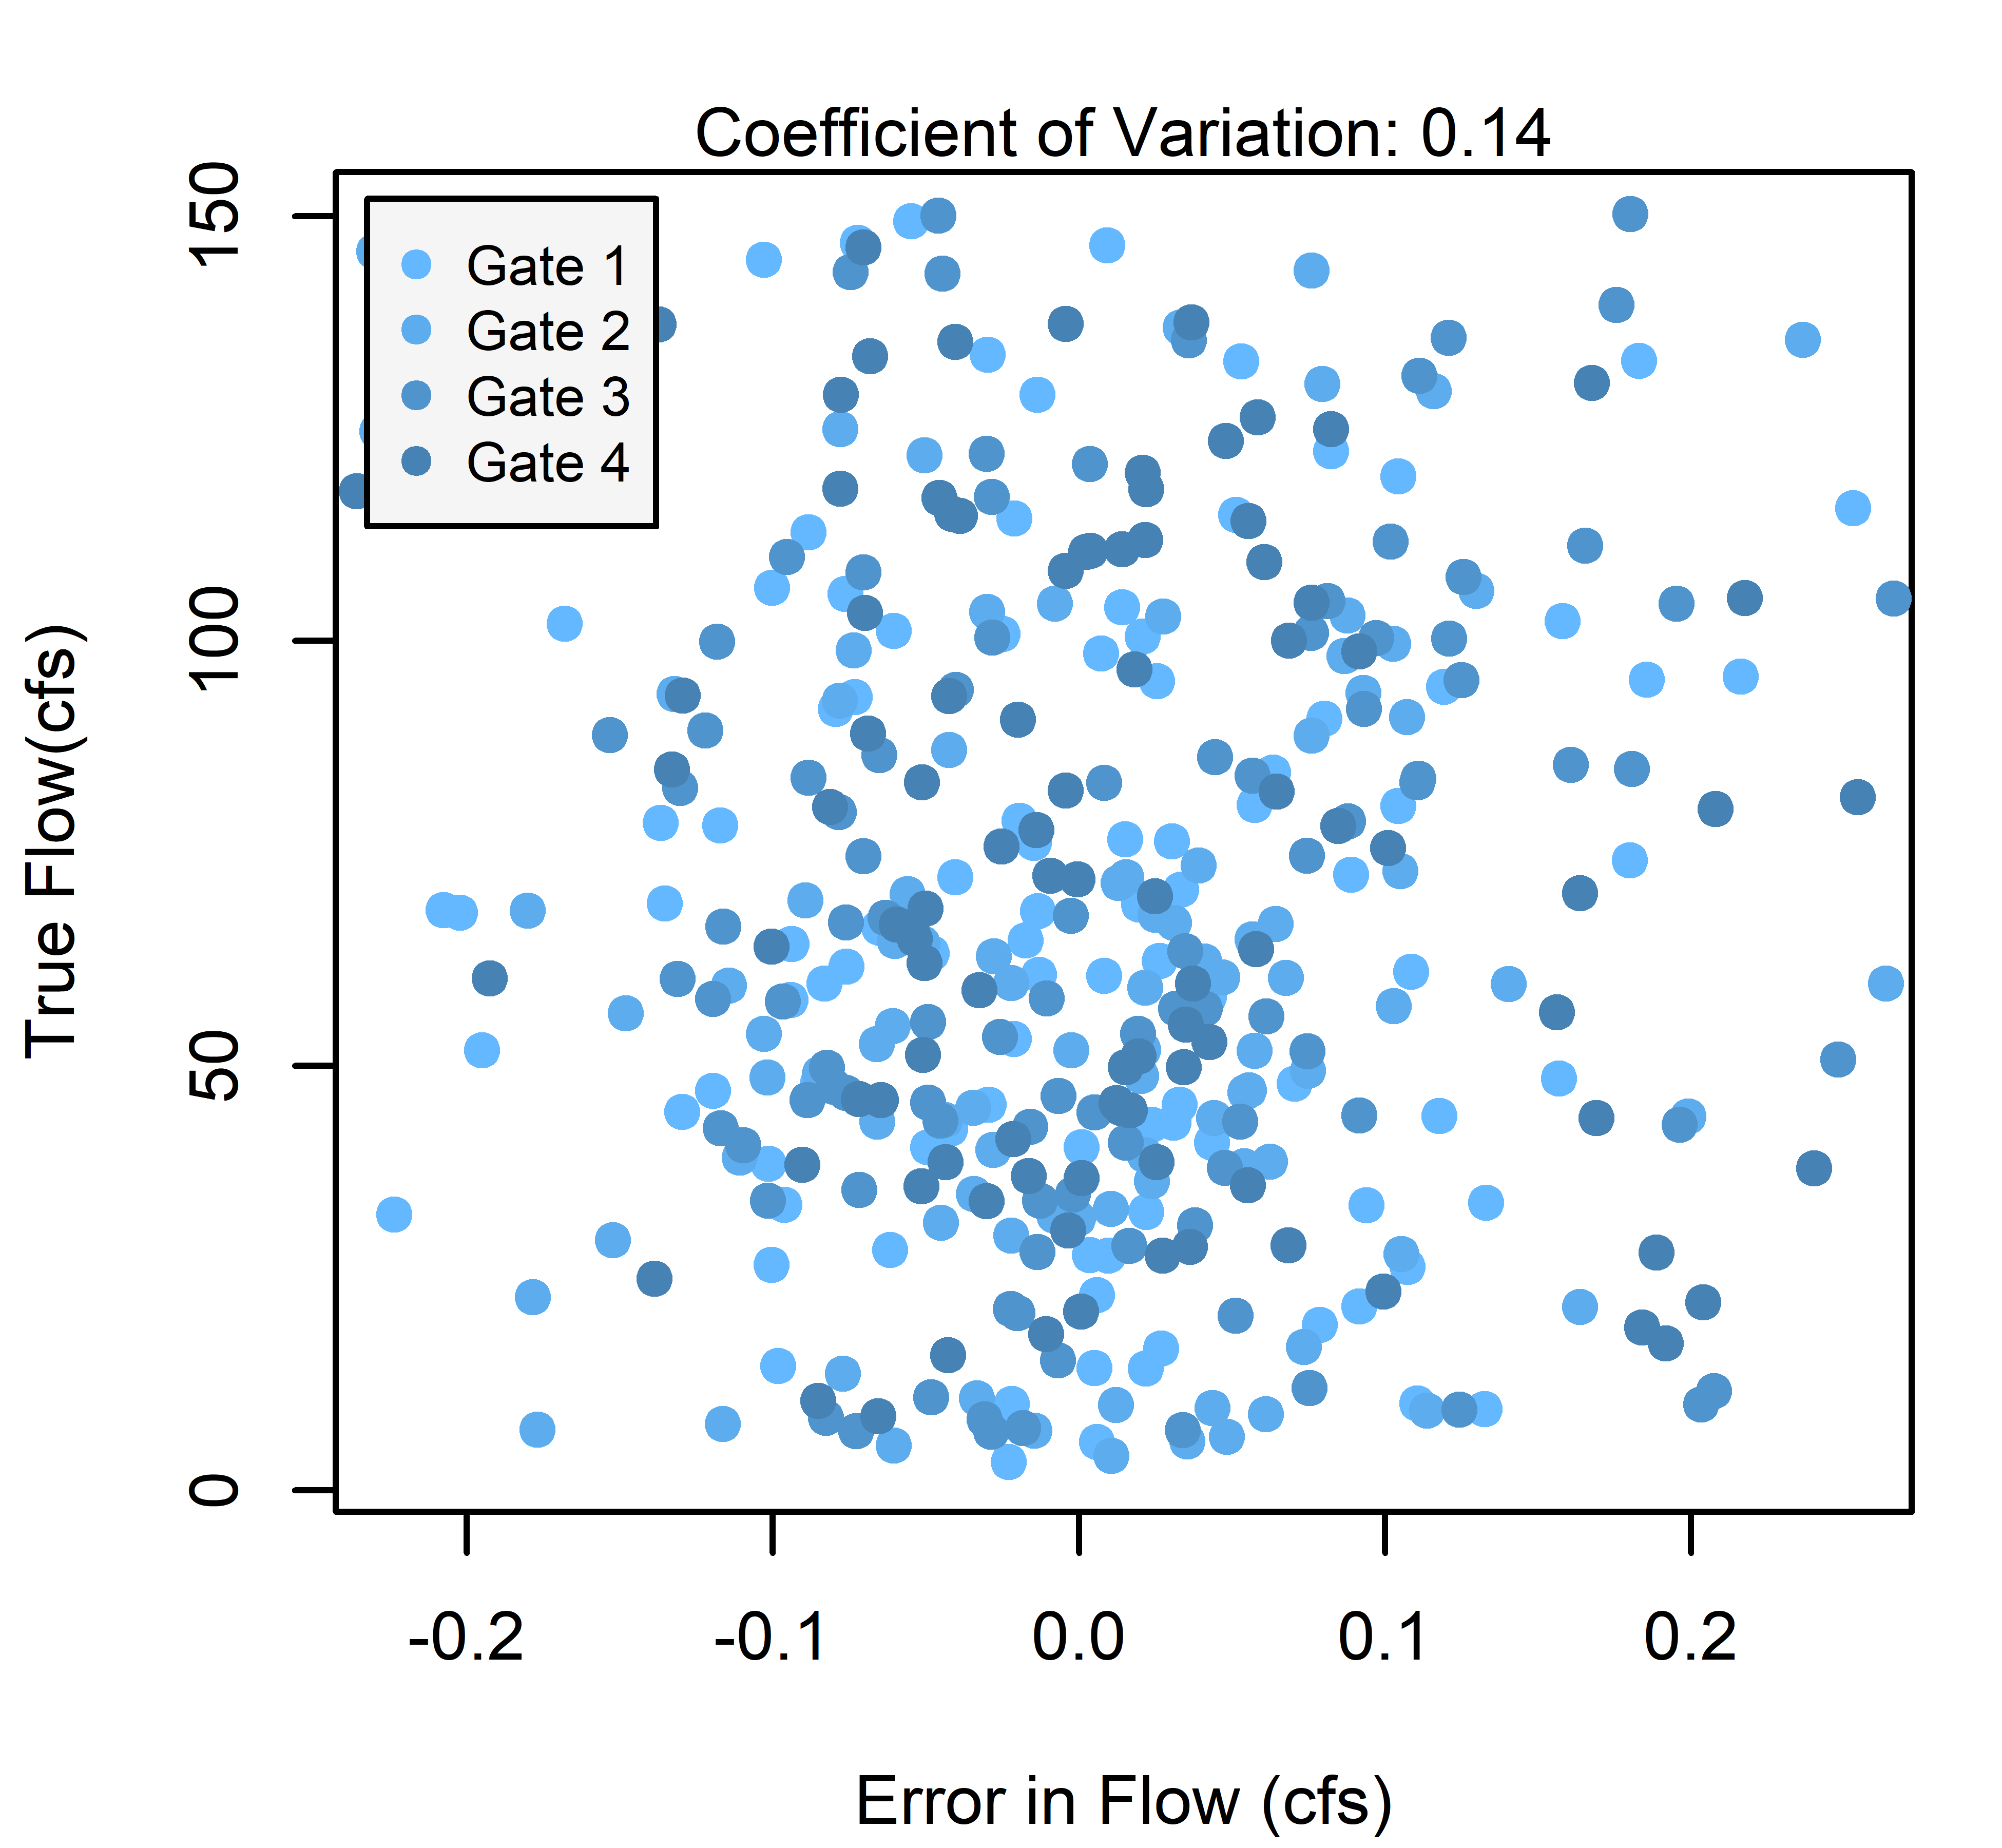 Coefficient of Variation: 0.14
Gate 1
Gate 2
Gate 3
Gate 4
True Flow(cfs)
150
100
50
0
-0.2 -0.1 0.0 0.1 0.2
Error in Flow (cfs)